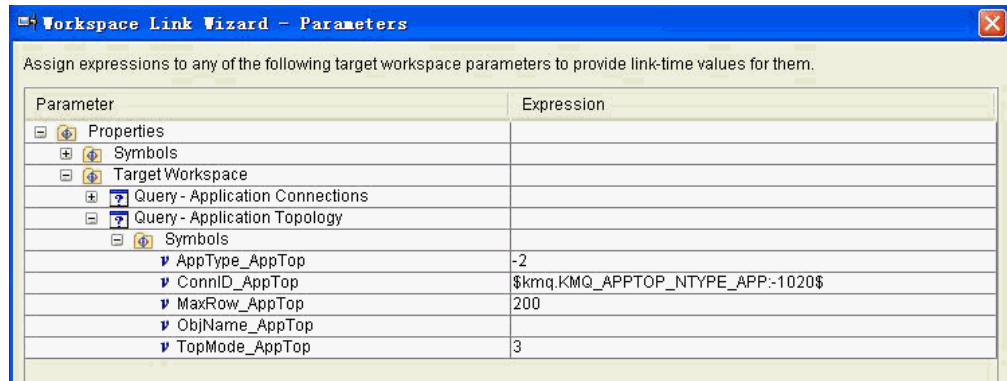 Workspace Link Wizard - Parameters
Assign expressions to any of the following target workspace parameters to provide link-time values for them.
Parameter Expression
Properties
Symbols
Target Workspace
Query - Application Connections
Query - Application Topology
Symbols
AppType_AppTop -2
ConnID_AppTop $kmq.KMQ_APPTOP_NTYPE_APP:-1020$
MaxRow_AppTop 200
ObjName_AppTop
TopMode_AppTop 3